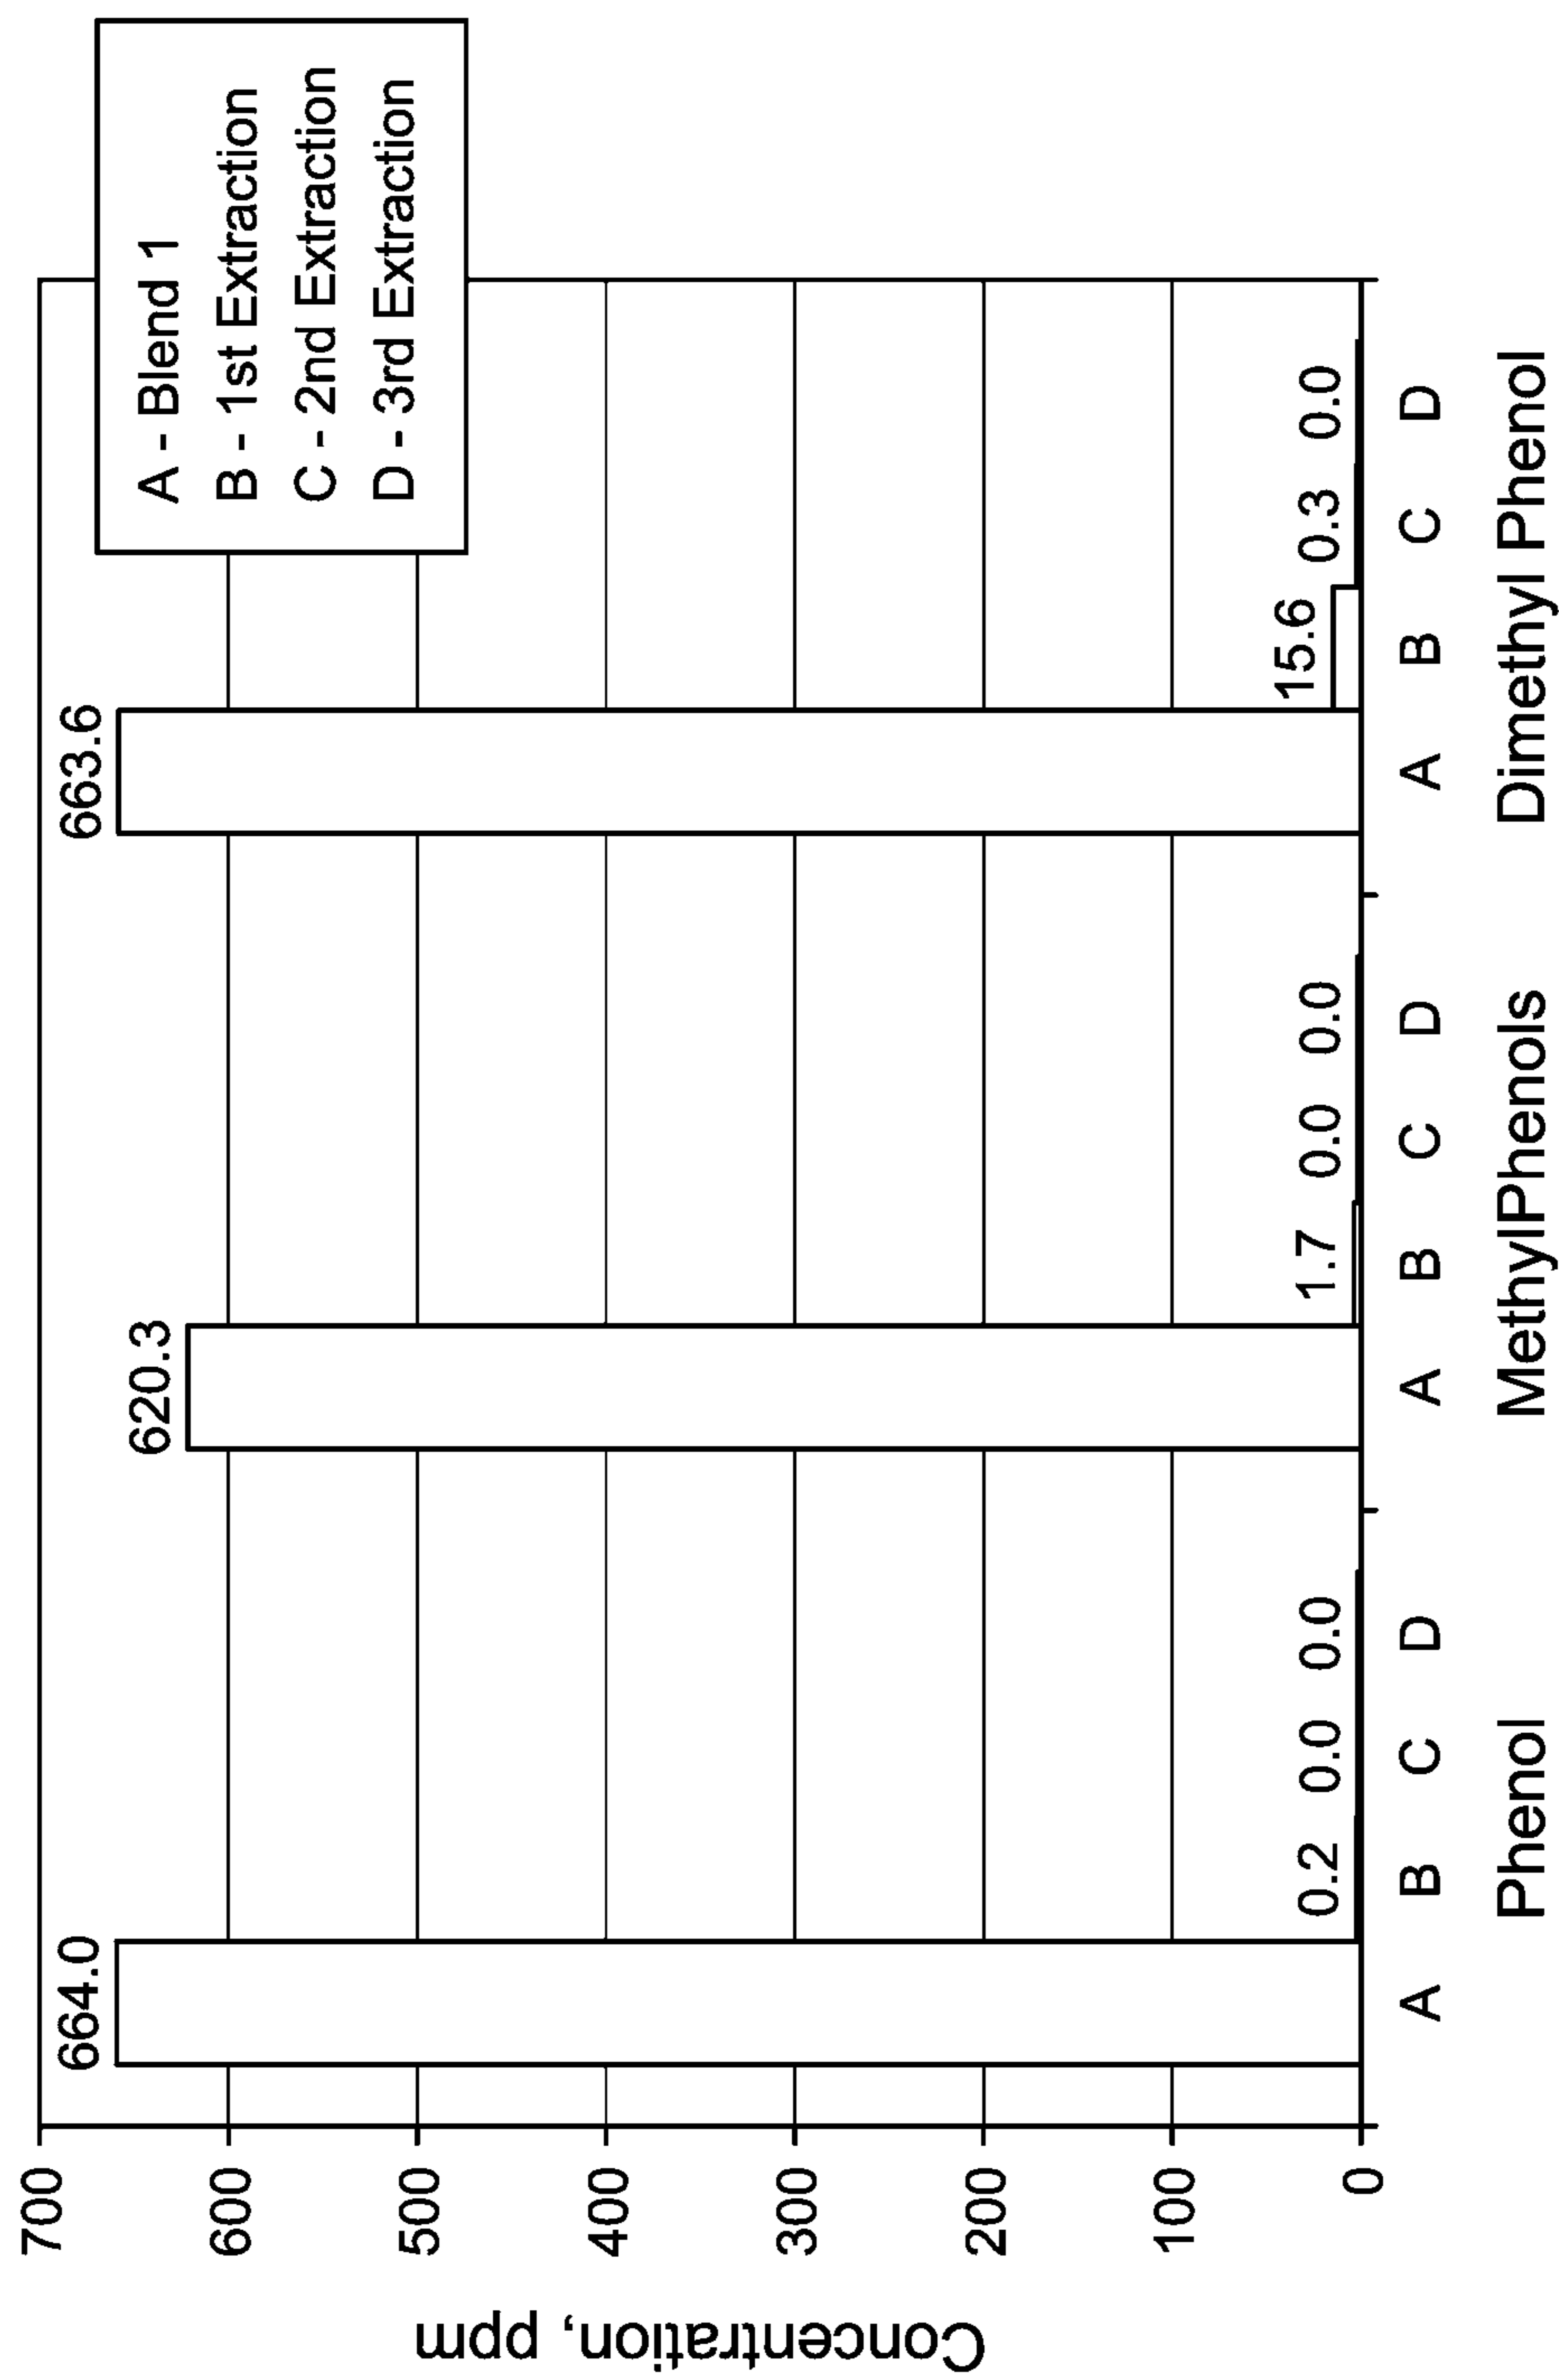 A - Blend 1
B - 1st Extraction
C - 2nd Extraction
D - 3rd Extraction
Concentration, ppm
700
600
500
400
300
200
100
0
664.0
0.2
0.0
0.0
620.3
1.7
0.0
0.0
663.6
15.6
0.3
0.0
A B C D A B C D A B C D
Phenol MethylPhenols Dimethyl Phenol